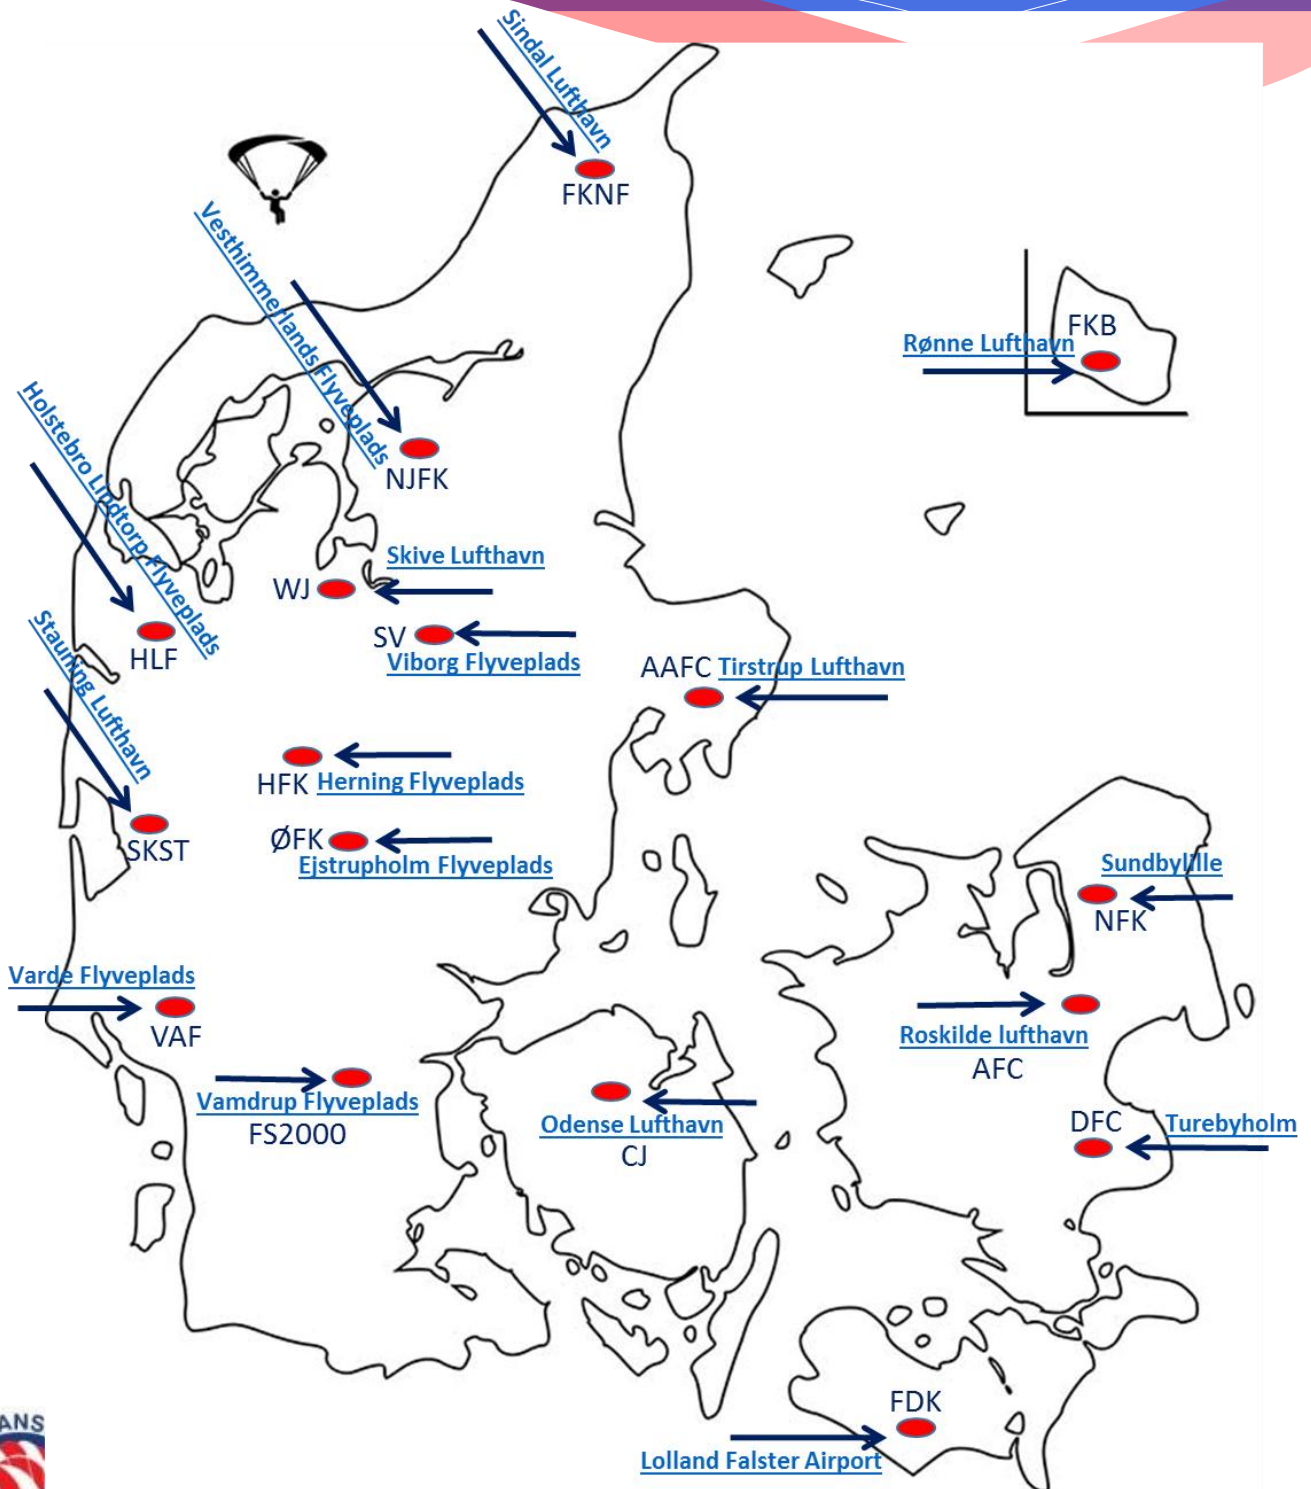 Sindal Lufthavn
FKNF
Vesthimmerlands Flyveplads
NJFK
FKB
Rønne Lufthavn
Holstebro Lindtorp Flyveplads
HLF
Skive Lufthavn
WJ
SV
Viborg Flyveplads
AAFC Tirstrup Lufthavn
Stauning Lufthavn
SKST
HFK Herning Flyveplads
ØFK
Ejstrupholm Flyveplads
Sundbylille
NFK
Varde Flyveplads
VAF
Roskilde lufthavn
AFC
Vamdrup Flyveplads
FS2000
Odense Lufthavn
CJ
DFC Turebyholm
FDK
Lolland Falster Airport
ANS